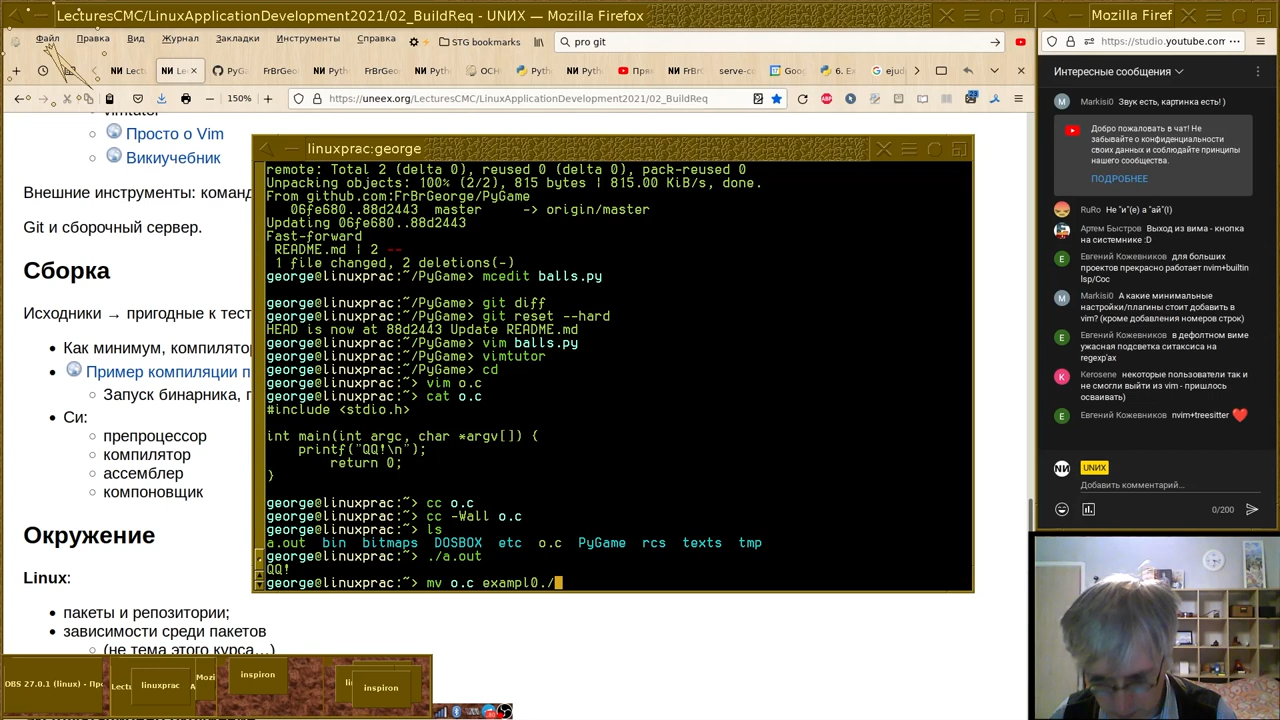 LecturesCMC/LinuxApplicationDevelopment2021/02_BuildReq - UNИX — Mozilla Firefox
Файл Правка Вид Журнал Закладки Инструменты Справка STG bookmarks pro git
150% https://uneex.org/LecturesCMC/LinuxApplicationDevelopment2021/02_BuildReq
Просто о Vim
Викиучебник
Внешние инструменты: коман
Git и сборочный сервер.
Сборка
Исходники → пригодные к тест
Как минимум, компилятор
Пример компиляции п
Запуск бинарника,
Си:
препроцессор
компилятор
ассемблер
компоновщик
Окружение
Linux:
пакеты и репозитории;
зависимости среди пакетов
(не тема этого курса...)
linuxprac:george
remote: Total 2 (delta 0), reused 0 (delta 0), pack-reused 0
Unpacking objects: 100% (2/2), 815 bytes | 815.00 KiB/s, done.
From github.com:FrBrGeorge/PyGame
06fe680..88d2443 master -> origin/master
Updating 06fe680..88d2443
Fast-forward
README.md | 2 --
1 file changed, 2 deletions(-)
george@linuxprac:~/PyGame> mcedit balls.py
george@linuxprac:~/PyGame> git diff
george@linuxprac:~/PyGame> git reset --hard
HEAD is now at 88d2443 Update README.md
george@linuxprac:~/PyGame> vim balls.py
george@linuxprac:~/PyGame> vimtutor
george@linuxprac:~/PyGame> cd
george@linuxprac:~> vim o.c
george@linuxprac:~> cat o.c
#include <stdio.h>
int main(int argc, char *argv[]) {
printf("QQ!\n");
return 0;
}
george@linuxprac:~> cc o.c
george@linuxprac:~> cc -Wall o.c
george@linuxprac:~> ls
a.out bin bitmaps DOSBOX etc o.c PyGame rcs texts tmp
george@linuxprac:~> ./a.out
QQ!
george@linuxprac:~> mv o.c exampl0./
OBS 27.0.1 (linux) - Пр
linuxprac
Mozi
inspiron
inspiron
Mozilla Firef
https://studio.youtube.com
Интересные сообщения
Markisi0 Звук есть, картинка есть! )
Добро пожаловать в чат! Не
забывайте о конфиденциальности
своих данных и соблюдайте принципы
нашего сообщества.
ПОДРОБНЕЕ
RuRo Не "и"(е) а "ай"(I)
Артем Быстров Выход из вима - кнопка
на системнике :D
Евгений Кожевников для больших
проектов прекрасно работает nvim+builtin
lsp/Coc
Markisi0 А какие минимальные
настройки/плагины стоит добавить в
vim? (кроме добавления номеров строк)
Евгений Кожевников в дефолтном виме
ужасная подсветка ситаксиса на
regexp'ах
Kerosene некоторые пользователи так и
не смогли выйти из vim - пришлось
осваивать)
Евгений Кожевников nvim+treesitter
UNИX
Добавить комментарий...
0/200